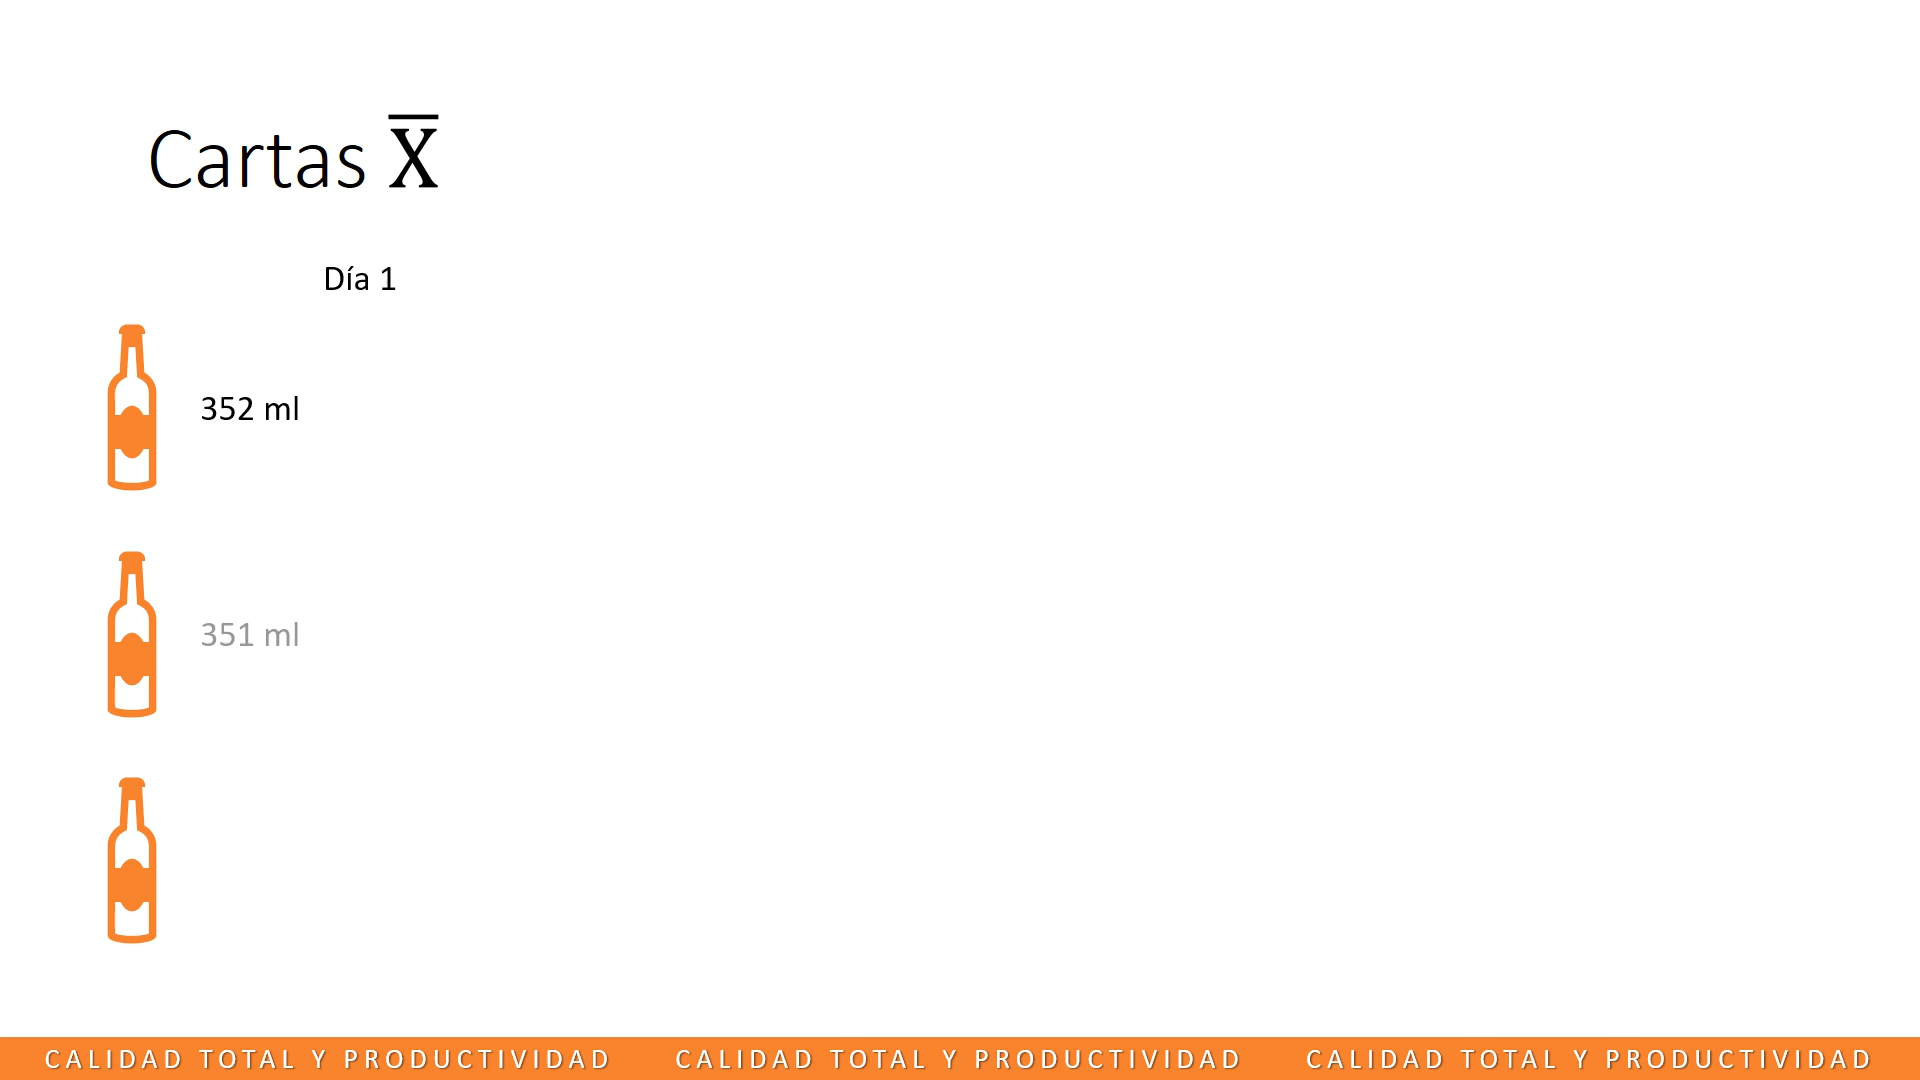 Cartas X̅
Día 1
352 ml
351 ml
CALIDAD TOTAL Y PRODUCTIVIDAD CALIDAD TOTAL Y PRODUCTIVIDAD CALIDAD TOTAL Y PRODUCTIVIDAD